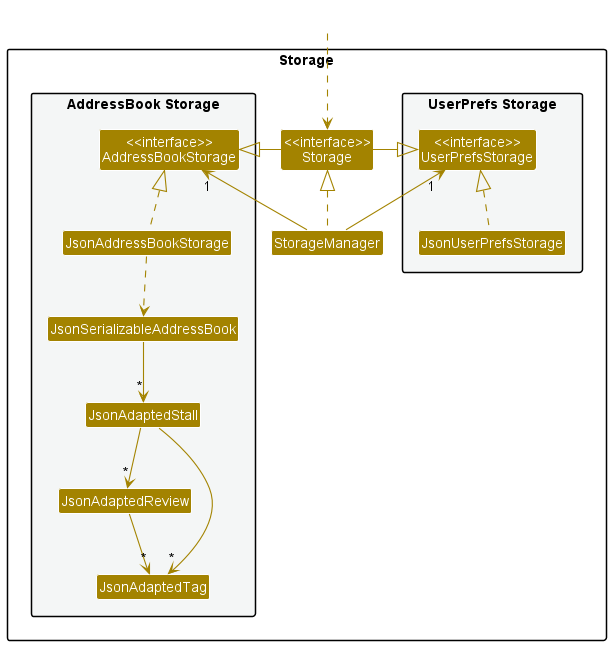 Storage
AddressBook Storage
UserPrefs Storage
<<interface>>
AddressBookStorage
<<interface>>
Storage
<<interface>>
UserPrefsStorage
1
1
JsonAddressBookStorage
StorageManager
JsonUserPrefsStorage
JsonSerializableAddressBook
*
JsonAdaptedStall
*
JsonAdaptedReview
*
*
JsonAdaptedTag